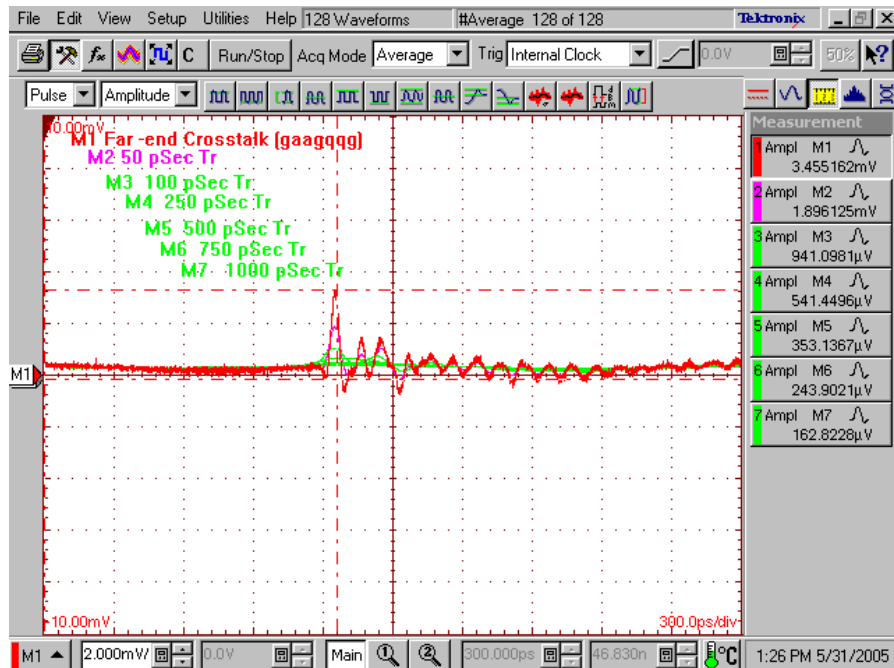 File Edit View Setup Utilities Help 128 Waveforms #Average 128 of 128 Tektronix
fx C Run/Stop Acq Mode Average Trig Internal Clock 0.0V 50% ?
Pulse Amplitude
Measurement
10.00mV
M1 Far -end Crosstalk (gaagqqg)
M2 50 pSec Tr
M3 100 pSec Tr
M4 250 pSec Tr
M5 500 pSec Tr
M6 750 pSec Tr
M7 1000 pSec Tr
1 Ampl M1
3.455162mV
2 Ampl M2
1.896125mV
3 Ampl M3
941.0981µV
4 Ampl M4
541.4496µV
5 Ampl M5
353.1367µV
6 Ampl M6
243.9021µV
7 Ampl M7
162.8228µV
M1
-10.00mV 300.0ps/div
M1 2.000mV/ 0.0V Main 1 2 300.000ps 46.830n °C 1:26 PM 5/31/2005